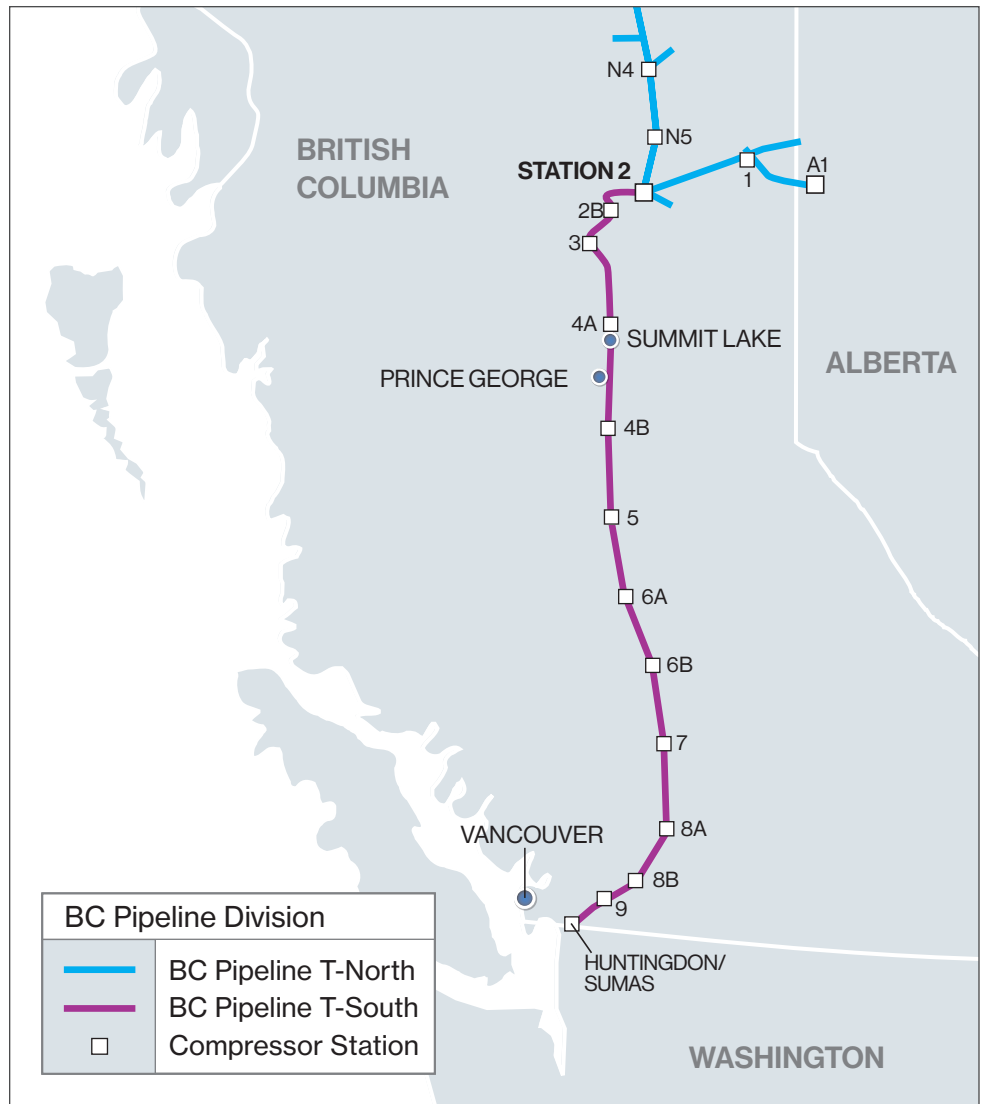 N4
N5
BRITISH
COLUMBIA
STATION 2
1
A1
2B
3
4A
SUMMIT LAKE
ALBERTA
PRINCE GEORGE
4B
5
6A
6B
7
8A
VANCOUVER
8B
9
HUNTINGDON/
SUMAS
WASHINGTON
BC Pipeline Division
BC Pipeline T-North
BC Pipeline T-South
Compressor Station